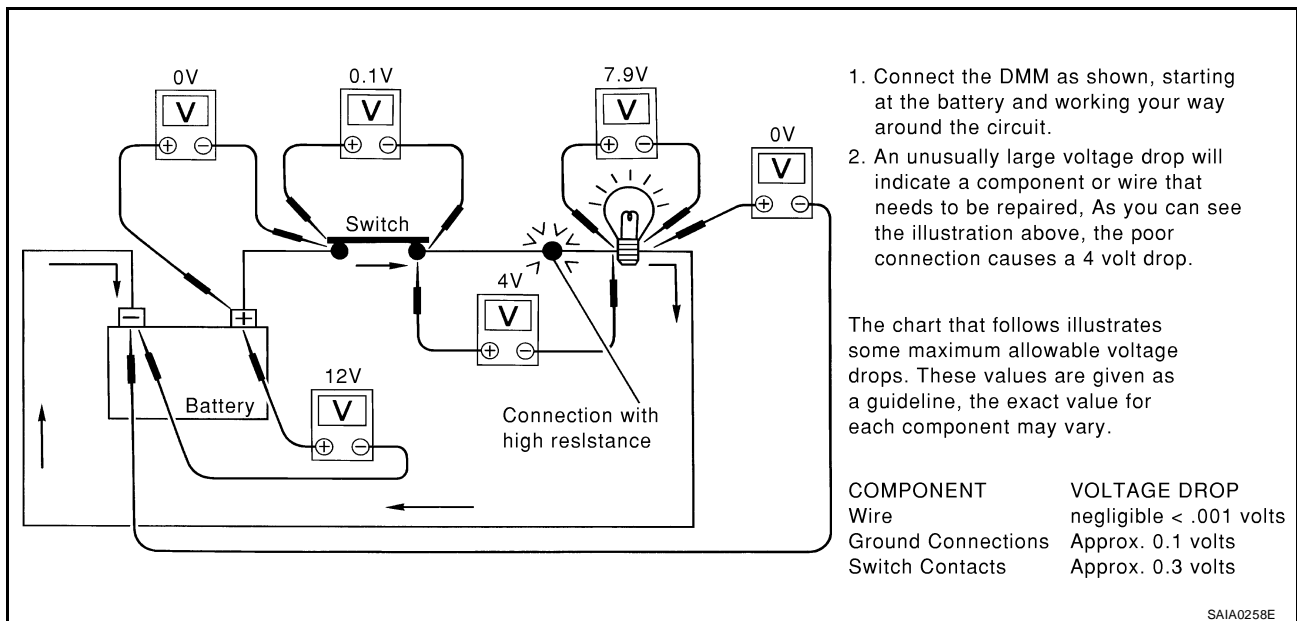 0V
0.1V
7.9V
0V
V
V
V
V
+ −
+ −
+ −
+ −
Switch
4V
V
+ −
− +
Battery
12V
V
+ −
Connection with
high resIstance
1. Connect the DMM as shown, starting
at the battery and working your way
around the circuit.
2. An unusually large voltage drop will
indicate a component or wire that
needs to be repaired, As you can see
the illustration above, the poor
connection causes a 4 volt drop.
The chart that follows illustrates
some maximum allowable voltage
drops. These values are given as
a guideline, the exact value for
each component may vary.
COMPONENT VOLTAGE DROP
Wire negligible < .001 volts
Ground Connections Approx. 0.1 volts
Switch Contacts Approx. 0.3 volts
SAIA0258E